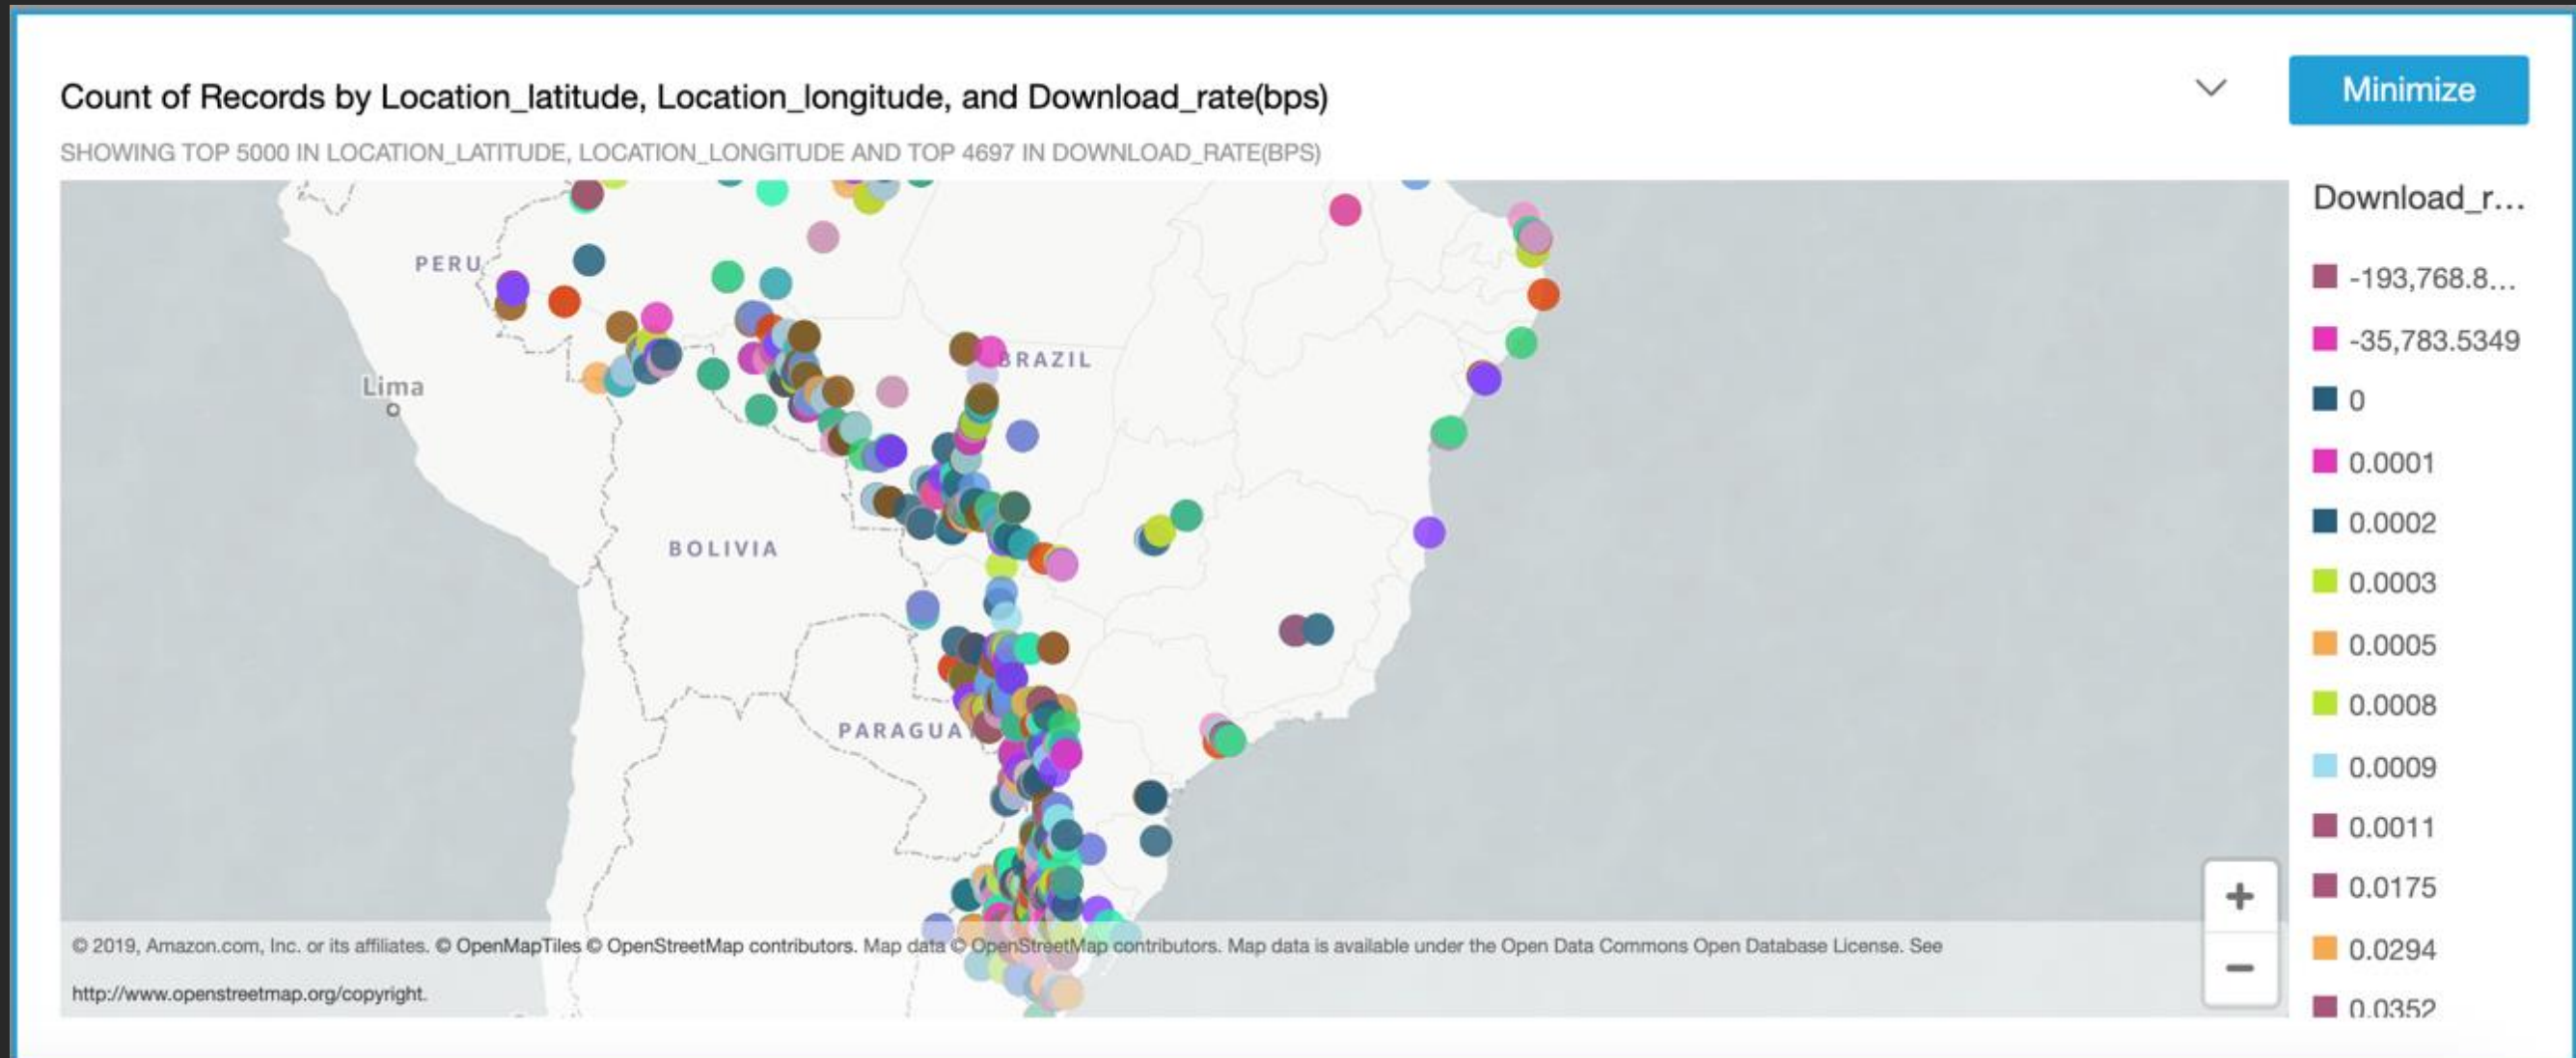 Count of Records by Location_latitude, Location_longitude, and Download_rate(bps)
Minimize
SHOWING TOP 5000 IN LOCATION_LATITUDE, LOCATION_LONGITUDE AND TOP 4697 IN DOWNLOAD_RATE(BPS)
Download_r...
-193,768.8...
-35,783.5349
0
0.0001
0.0002
0.0003
0.0005
0.0008
0.0009
0.0011
0.0175
0.0294
0.0352
PERU
BRAZIL
Lima
BOLIVIA
PARAGUA
+
−
© 2019, Amazon.com, Inc. or its affiliates. © OpenMapTiles © OpenStreetMap contributors. Map data © OpenStreetMap contributors. Map data is available under the Open Data Commons Open Database License. See
http://www.openstreetmap.org/copyright.